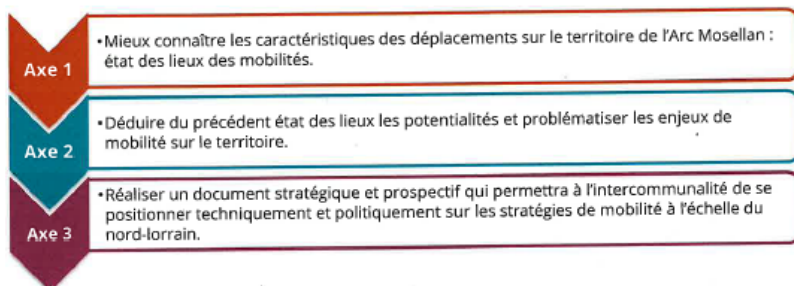 Axe 1
•Mieux connaître les caractéristiques des déplacements sur le territoire de l'Arc Mosellan :
état des lieux des mobilités.
Axe 2
•Déduire du précédent état des lieux les potentialités et problématiser les enjeux de
mobilité sur le territoire.
Axe 3
•Réaliser un document stratégique et prospectif qui permettra à l'intercommunalité de se
positionner techniquement et politiquement sur les stratégies de mobilité à l'échelle du
nord-lorrain.